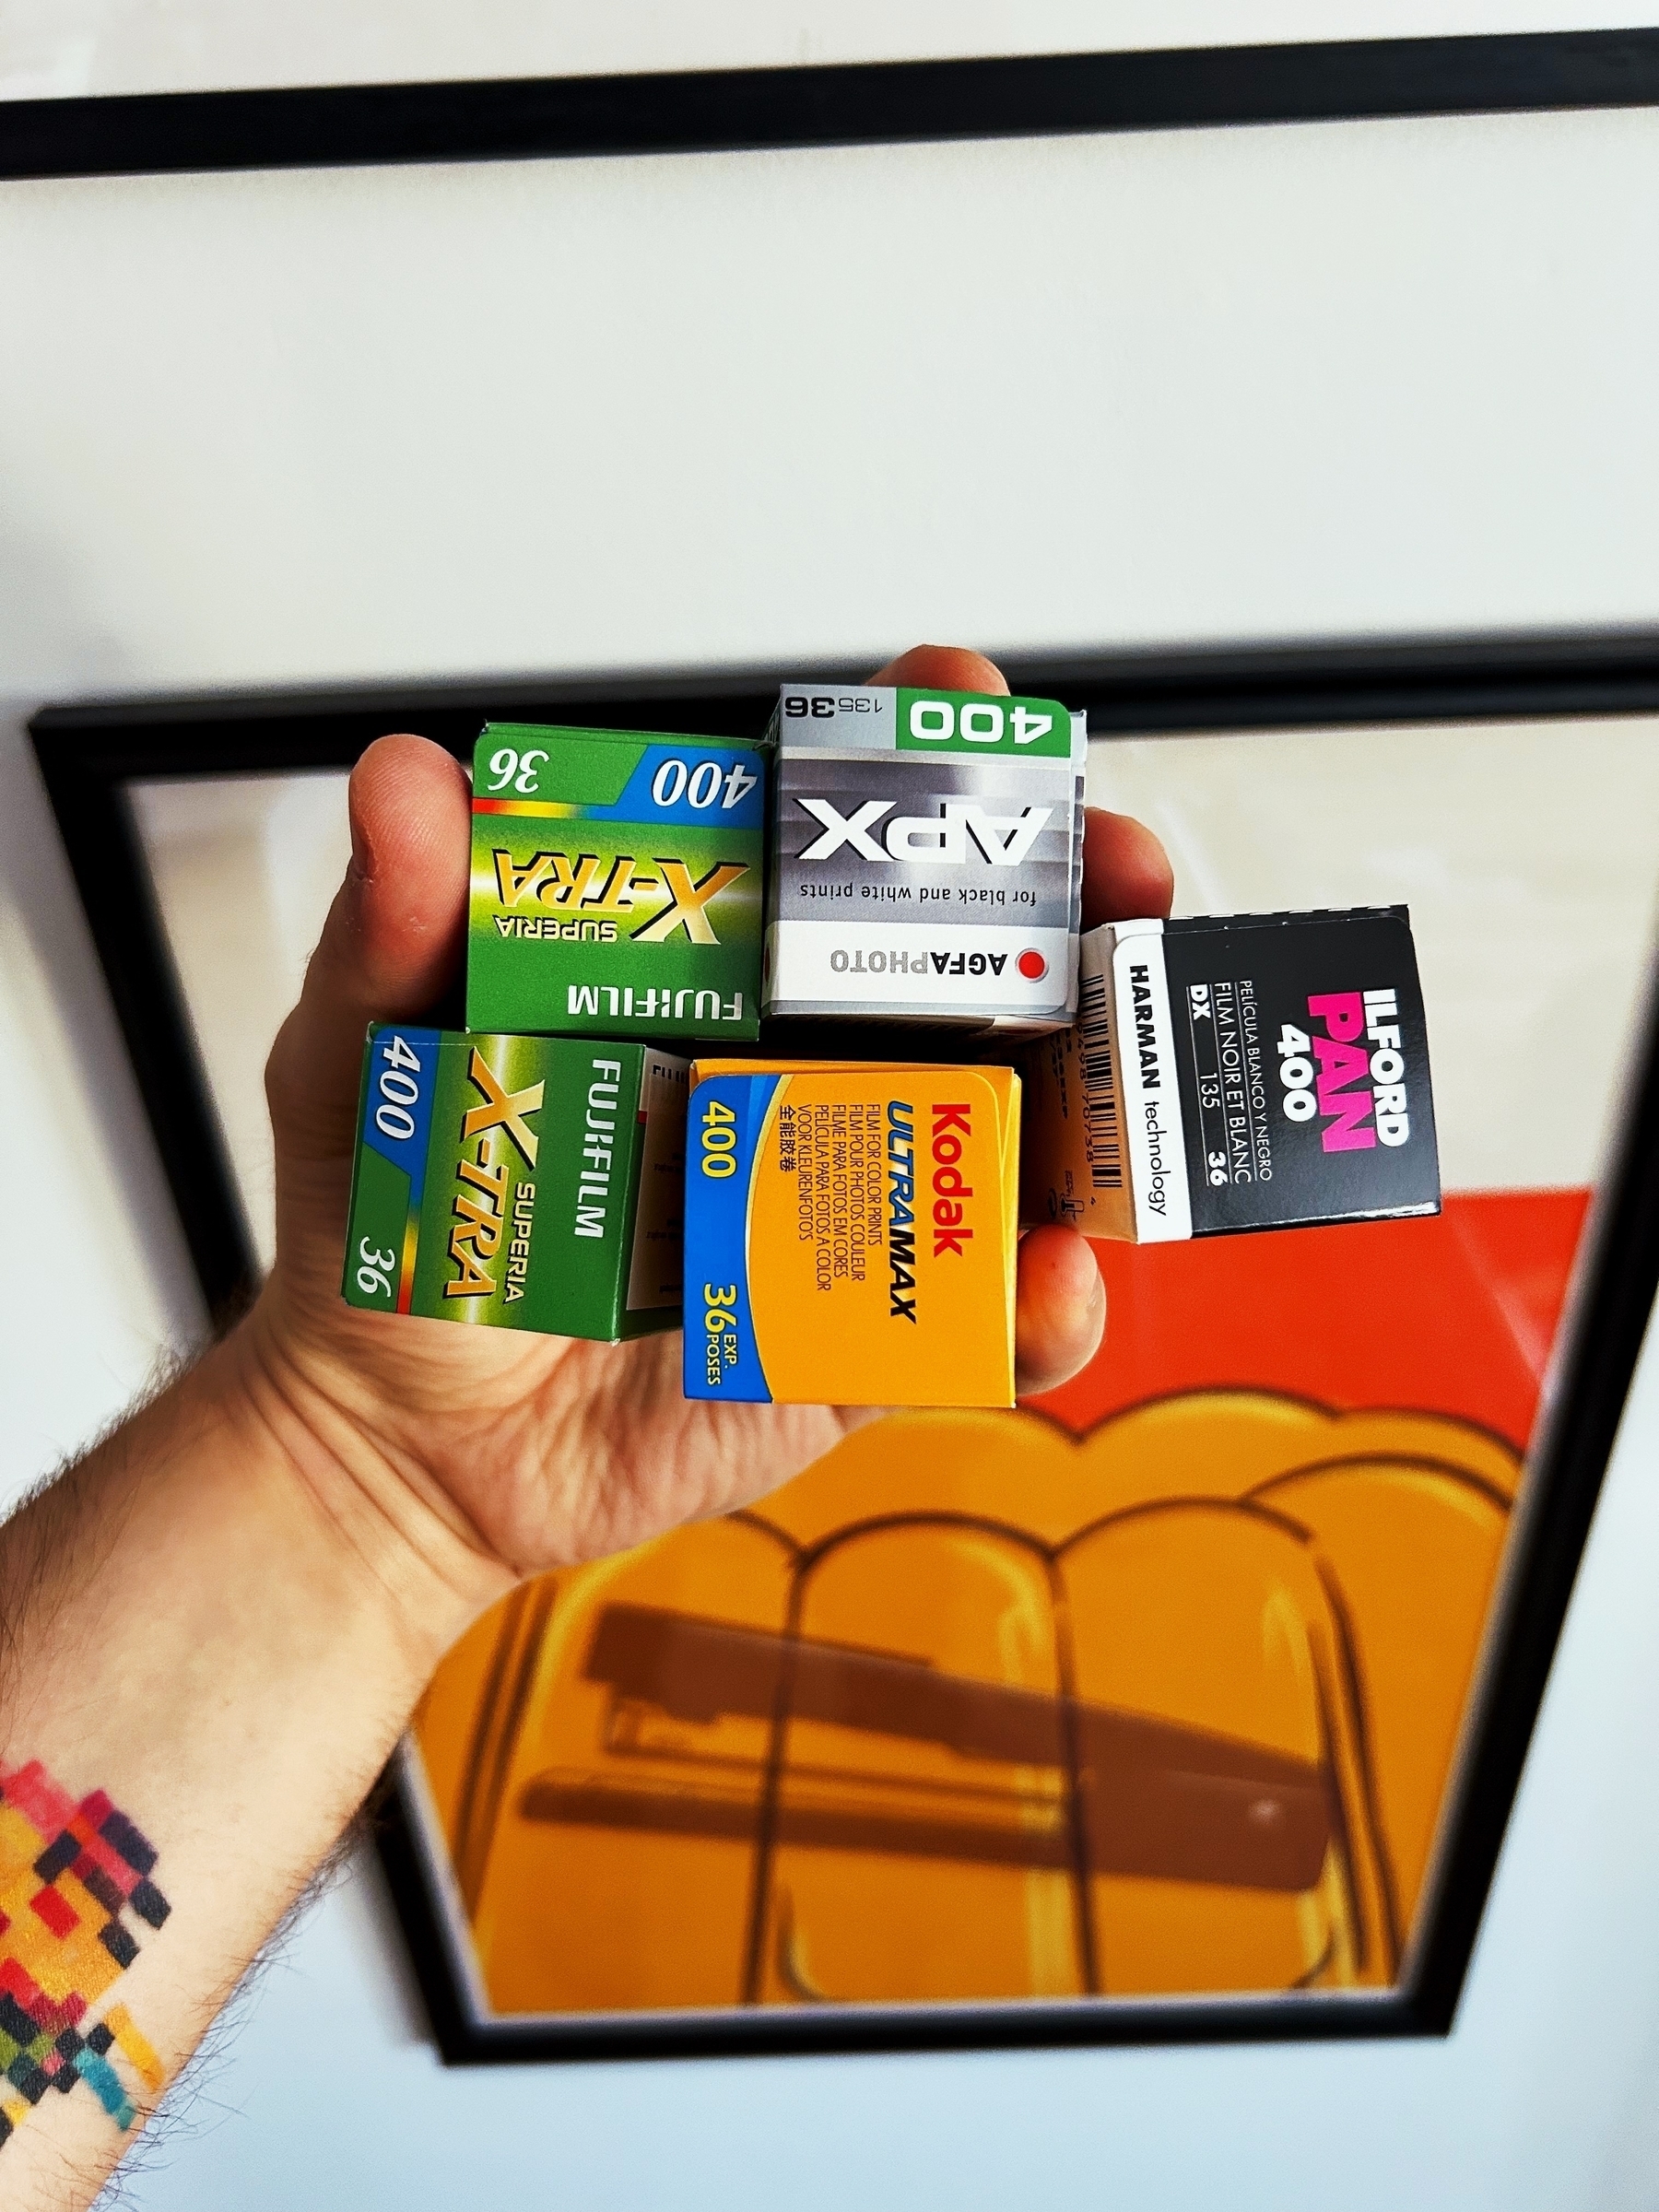 FUJIFILM
SUPERIA
X-TRA
400
36
AGFAPHOTO
for black and white prints
APX
400
135 36
FUJIFILM
SUPERIA
X-TRA
400
36
Kodak
ULTRAMAX
FILM FOR COLOR PRINTS
FILM POUR PHOTOS COULEUR
FILME PARA FOTOS EM CORES
PELÍCULA PARA FOTOS A COLOR
VOOR KLEURENFOTO'S
全能胶卷
400
36 EXP.
POSES
ILFORD
PAN
400
PELÍCULA BLANCO Y NEGRO
FILM NOIR ET BLANC
DX 135 36
HARMAN technology